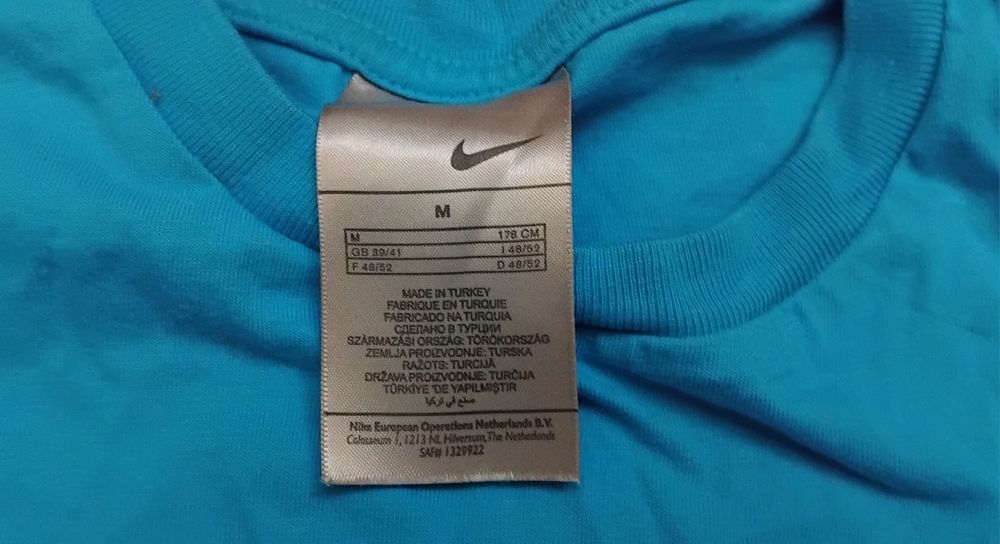 M
M 178 CM
GB 39/41 I 48/52
F 48/52 D 48/52
MADE IN TURKEY
FABRIQUE EN TURQUIE
FABRICADO NA TURQUIA
СДЕЛАНО В ТУРЦИИ
SZÁRMAZÁSI ORSZÁG: TÖRÖKORSZÁG
ZEMLJA PROIZVODNJE: TURSKA
RAŽOTS: TURCIJĀ
DRŽAVA PROIZVODNJE: TURČIJA
TÜRKİYE 'DE YAPILMIŞTIR
صنع في تركيا
Nike European Operations Netherlands B.V.
Colosseum 1, 1213 NL Hilversum, The Netherlands
SAF# 1329922